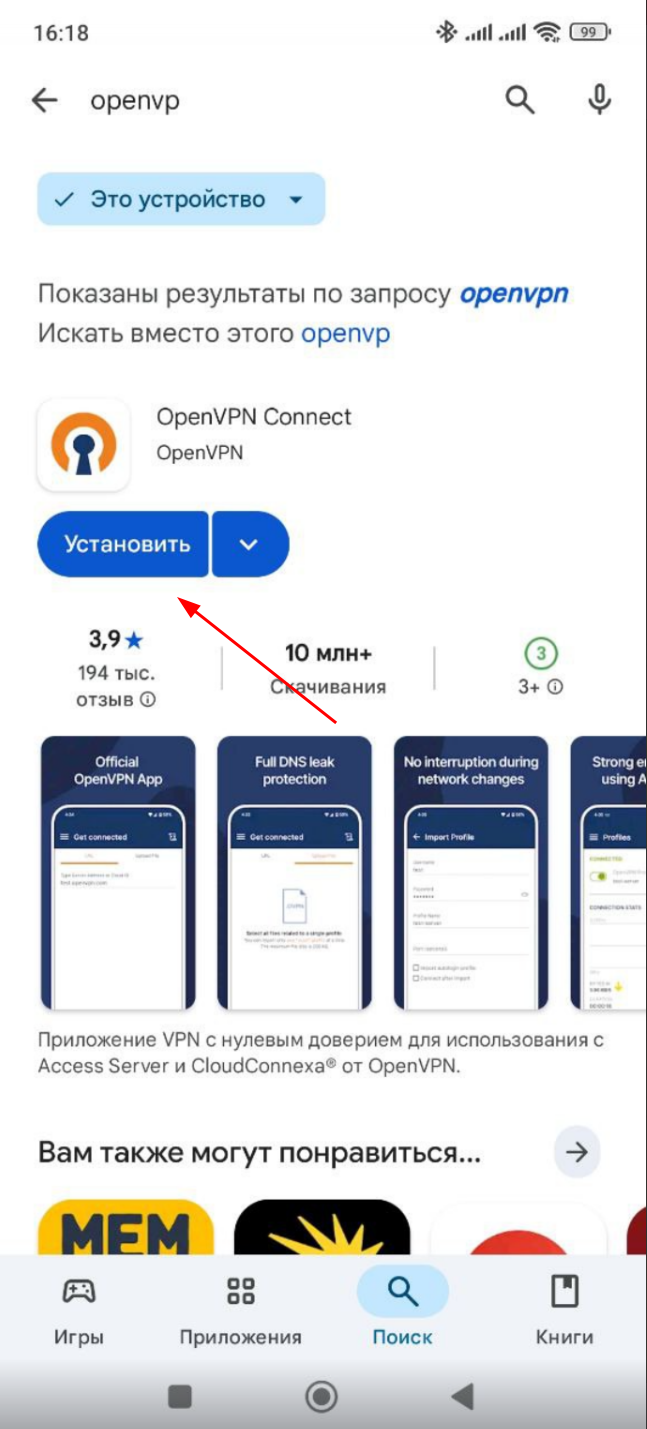 16:18
99
openvp
Это устройство
Показаны результаты по запросу openvpn
Искать вместо этого openvp
OpenVPN Connect
OpenVPN
Установить
3,9★
194 тыс.
отзыв
10 млн+
Скачивания
3
3+
Official
OpenVPN App
Get connected
Full DNS leak
protection
Get connected
No interruption during
network changes
Import Profile
Strong e
using A
Profiles
CONNECTED
CONNECTION STATS
Приложение VPN с нулевым доверием для использования с
Access Server и CloudConnexa® от OpenVPN.
Вам также могут понравиться...
MEM
Игры
Приложения
Поиск
Книги